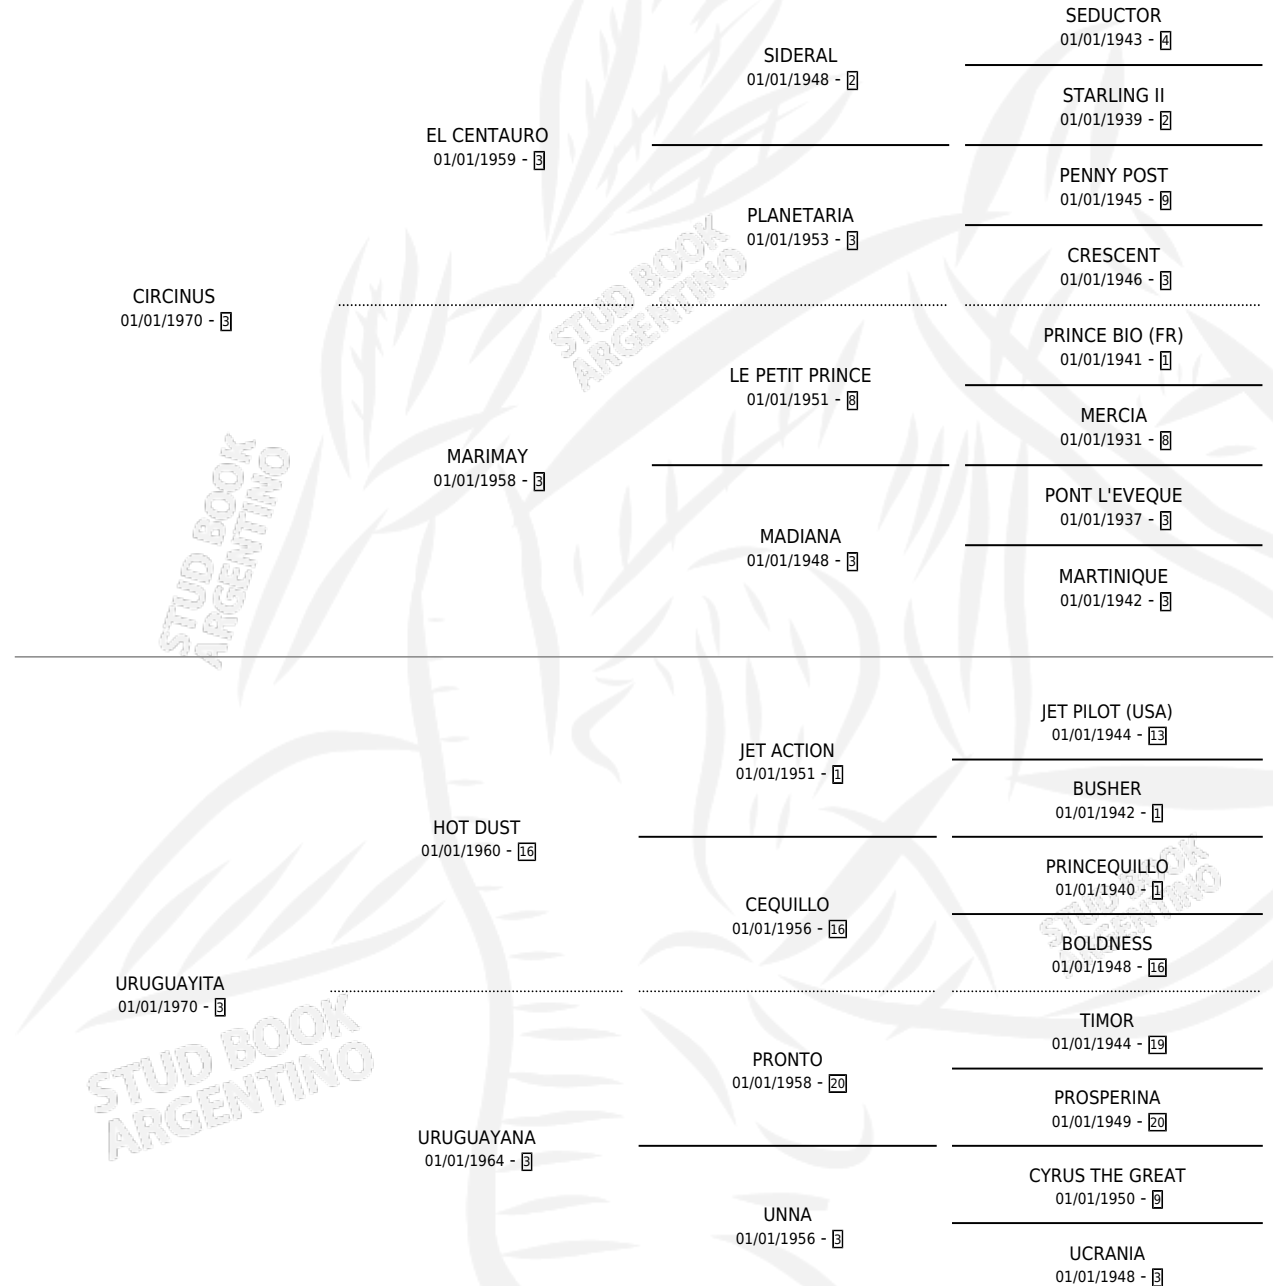 SEDUCTOR
01/01/1943 - 4
SIDERAL
01/01/1948 - 2
STARLING II
01/01/1939 - 2
EL CENTAURO
01/01/1959 - 3
PENNY POST
01/01/1945 - 9
PLANETARIA
01/01/1953 - 3
CRESCENT
01/01/1946 - 3
CIRCINUS
01/01/1970 - 3
PRINCE BIO (FR)
01/01/1941 - 1
LE PETIT PRINCE
01/01/1951 - 8
MERCIA
01/01/1931 - 8
MARIMAY
01/01/1958 - 3
PONT L'EVEQUE
01/01/1937 - 3
MADIANA
01/01/1948 - 3
MARTINIQUE
01/01/1942 - 3
JET PILOT (USA)
01/01/1944 - 13
JET ACTION
01/01/1951 - 1
BUSHER
01/01/1942 - 1
HOT DUST
01/01/1960 - 16
PRINCEQUILLO
01/01/1940 - 1
CEQUILLO
01/01/1956 - 16
BOLDNESS
01/01/1948 - 16
URUGUAYITA
01/01/1970 - 3
TIMOR
01/01/1944 - 19
PRONTO
01/01/1958 - 20
PROSPERINA
01/01/1949 - 20
URUGUAYANA
01/01/1964 - 3
CYRUS THE GREAT
01/01/1950 - 9
UNNA
01/01/1956 - 3
UCRANIA
01/01/1948 - 3
STUD BOOK
ARGENTINO
STUD BOOK
ARGENTINO
STUD BOOK
ARGENTINO
STUD BOOK
ARGENTINO